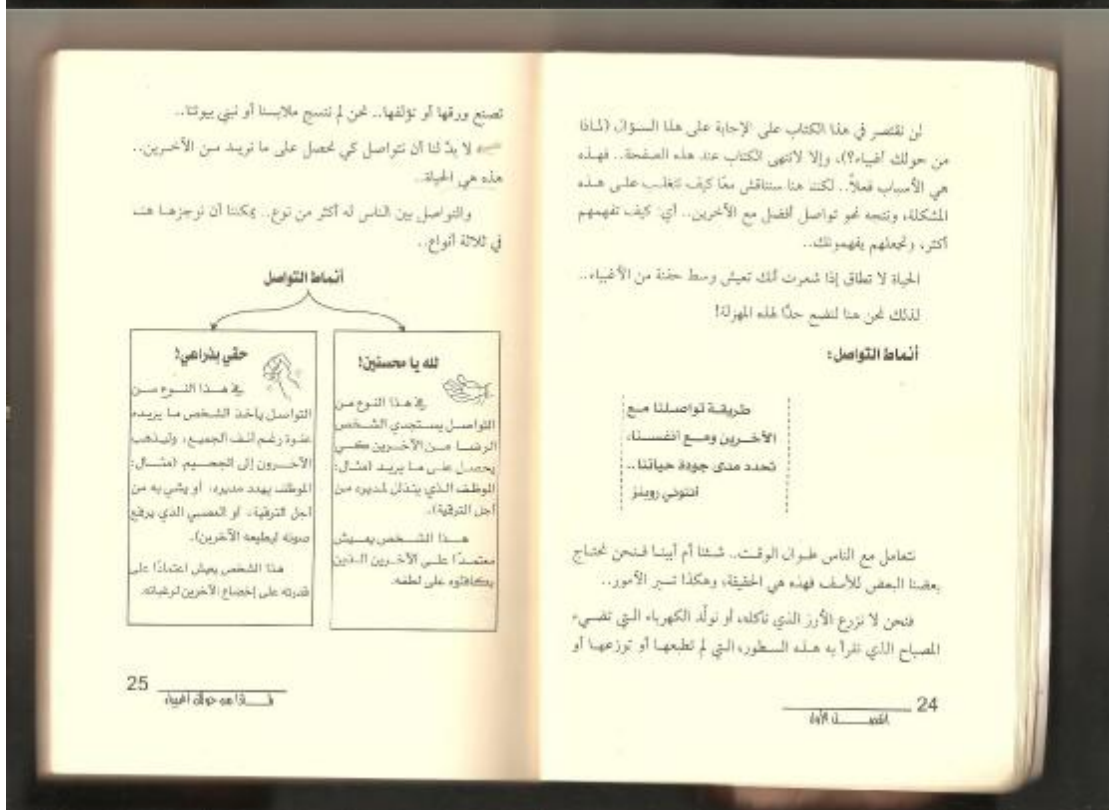 لن نقتصر في هذا الكتاب على الإجابة على هذا السؤال (لماذا
من حولك أغبياء؟)، وإلا لانتهى الكتاب عند هذه الصفحة.. فهذه
هي الأسباب فعلاً.. لكننا هنا سنناقش معًا كيف نتغلب على هذه
المشكلة، ونتجه نحو تواصل أفضل مع الآخرين.. أي: كيف تفهمهم
أكثر، وتجعلهم يفهمونك..
الحياة لا تطاق إذا شعرت أنك تعيش وسط حفنة من الأغبياء..
لذلك نحن هنا لنضع حدًّا لهذه المهزلة!
أنماط التواصل:
طريقة تواصلنا مع
الآخرين ومع أنفسنا،
تحدد مدى جودة حياتنا..
أنتوني روبنز
نتعامل مع الناس طوال الوقت.. شئنا أم أبينا فنحن نحتاج
بعضنا البعض للأسف فهذه هي الحقيقة، وهكذا تسير الأمور..
فنحن لا نزرع الأرز الذي نأكله، أو نولّد الكهرباء التي تضيء
المصباح الذي نقرأ به هذه السطور، التي لم نطبعها أو نوزعها أو
24
الفصل الأول
نصنع ورقها أو نؤلفها.. نحن لم ننسج ملابسنا أو نبني بيوتنا..
لا بدّ لنا أن نتواصل كي نحصل على ما نريد من الآخرين..
هذه هي الحياة..
والتواصل بين الناس له أكثر من نوع.. يمكننا أن نوجزها هنا
في ثلاثة أنواع..
أنماط التواصل
لله يا محسنين!
في هذا النوع من
التواصل يستجدي الشخص
الرضا من الآخرين كي
يحصل على ما يريد (مثال:
الموظف الذي يتذلل لمديره من
أجل الترقية).
هذا الشخص يعيش
معتمدًا على الآخرين الذين
يكافئوه على لطفه.
حقي بذراعي!
في هذا النوع من
التواصل يأخذ الشخص ما يريده
عنوة رغم أنف الجميع، وليذهب
الآخرون إلى الجحيم (مثال:
الموظف يهدد مديره، أو يشي به من
أجل الترقية، أو العصبي الذي يرفع
صوته ليطيعه الآخرين).
هذا الشخص يعيش اعتمادًا على
قدرته على إخضاع الآخرين لرغباته.
25
لماذا من حولك أغبياء